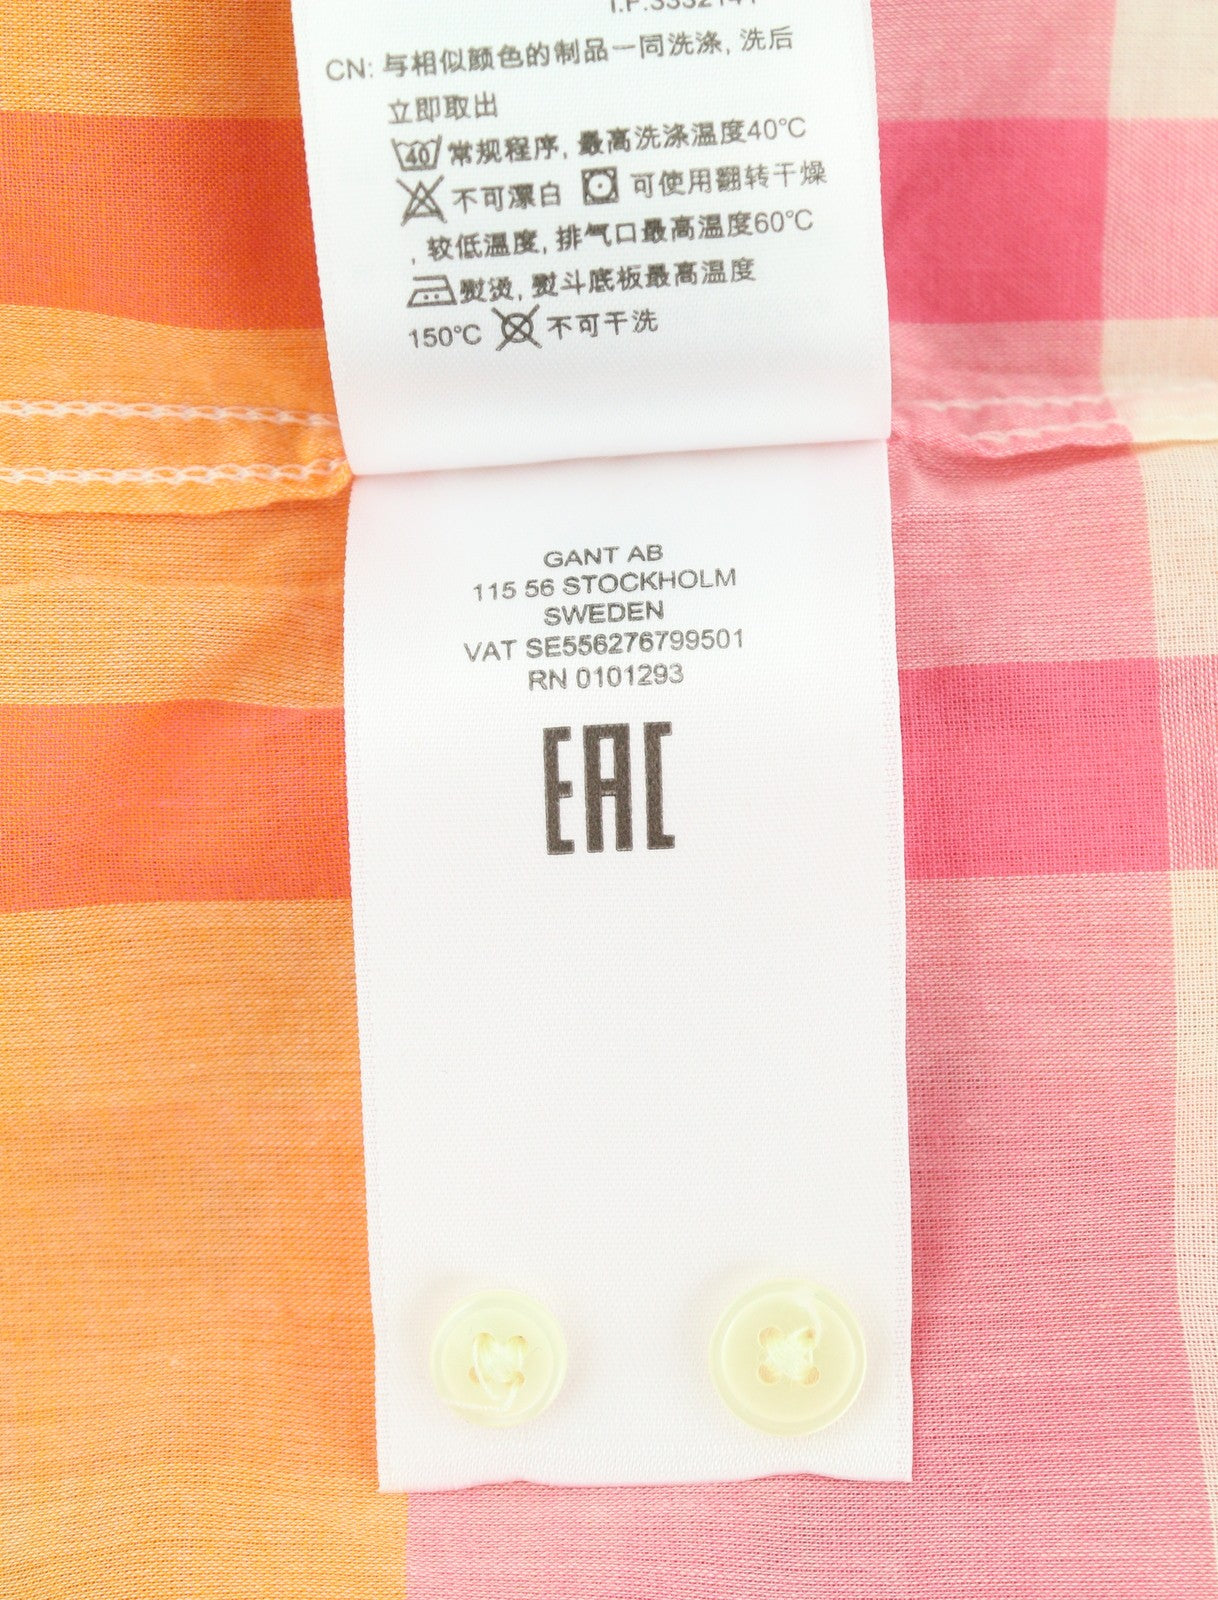 CN: 与相似颜色的制品一同洗涤, 洗后
立即取出
40 常规程序, 最高洗涤温度40℃
不可漂白 可使用翻转干燥
, 较低温度, 排气口最高温度60℃
熨烫, 熨斗底板最高温度
150℃ 不可干洗
GANT AB
115 56 STOCKHOLM
SWEDEN
VAT SE556276799501
RN 0101293
EAC